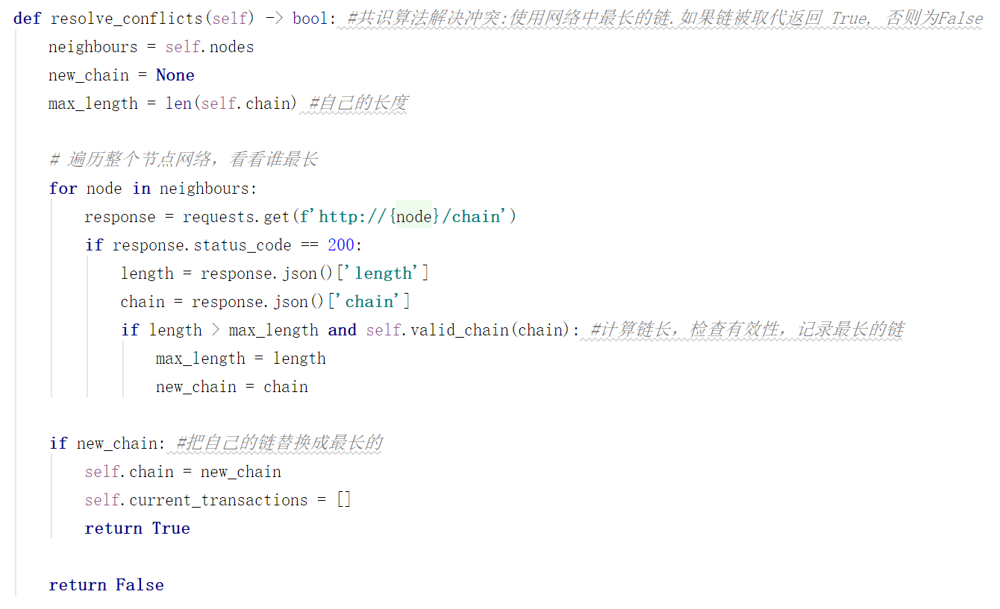 def resolve_conflicts(self) -> bool: #共识算法解决冲突:使用网络中最长的链.如果链被取代返回 True, 否则为False
neighbours = self.nodes
new_chain = None
max_length = len(self.chain) #自己的长度
# 遍历整个节点网络，看看谁最长
for node in neighbours:
response = requests.get(f'http://{node}/chain')
if response.status_code == 200:
length = response.json()['length']
chain = response.json()['chain']
if length > max_length and self.valid_chain(chain): #计算链长，检查有效性，记录最长的链
max_length = length
new_chain = chain
if new_chain: #把自己的链替换成最长的
self.chain = new_chain
self.current_transactions = []
return True
return False